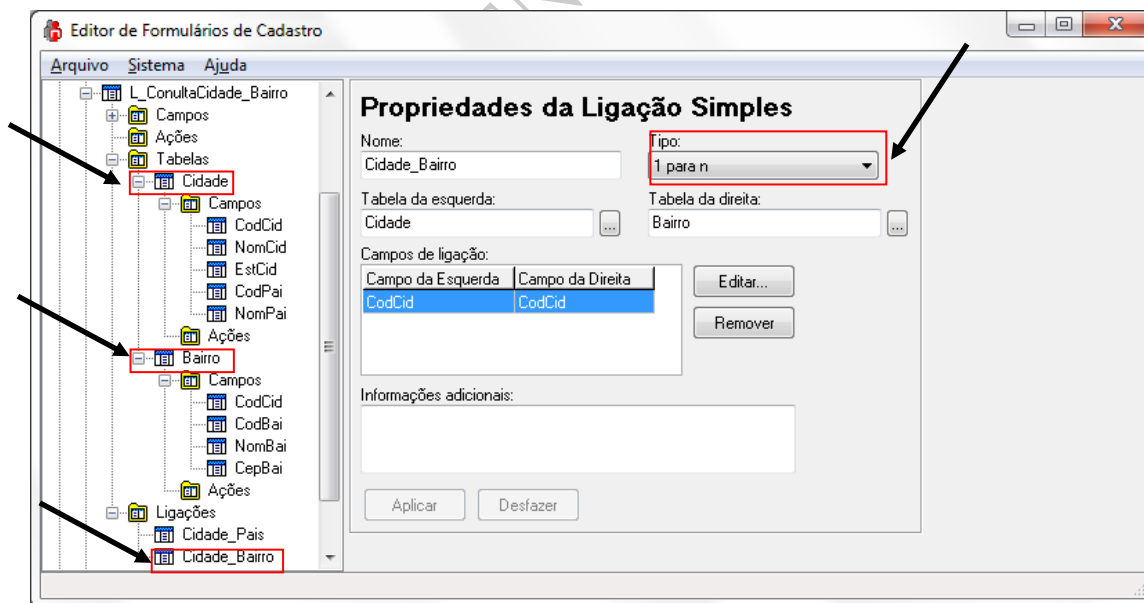 Editor de Formulários de Cadastro
Arquivo Sistema Ajuda
L_ConultaCidade_Bairro
Campos
Ações
Tabelas
Cidade
Campos
CodCid
NomCid
EstCid
CodPai
NomPai
Ações
Bairro
Campos
CodCid
CodBai
NomBai
CepBai
Ações
Ligações
Cidade_Pais
Cidade_Bairro
Propriedades da Ligação Simples
Nome: Tipo:
Cidade_Bairro 1 para n
Tabela da esquerda: Tabela da direita:
Cidade ... Bairro ...
Campos de ligação:
Campo da Esquerda Campo da Direita
CodCid CodCid
Editar...
Remover
Informações adicionais:
Aplicar Desfazer